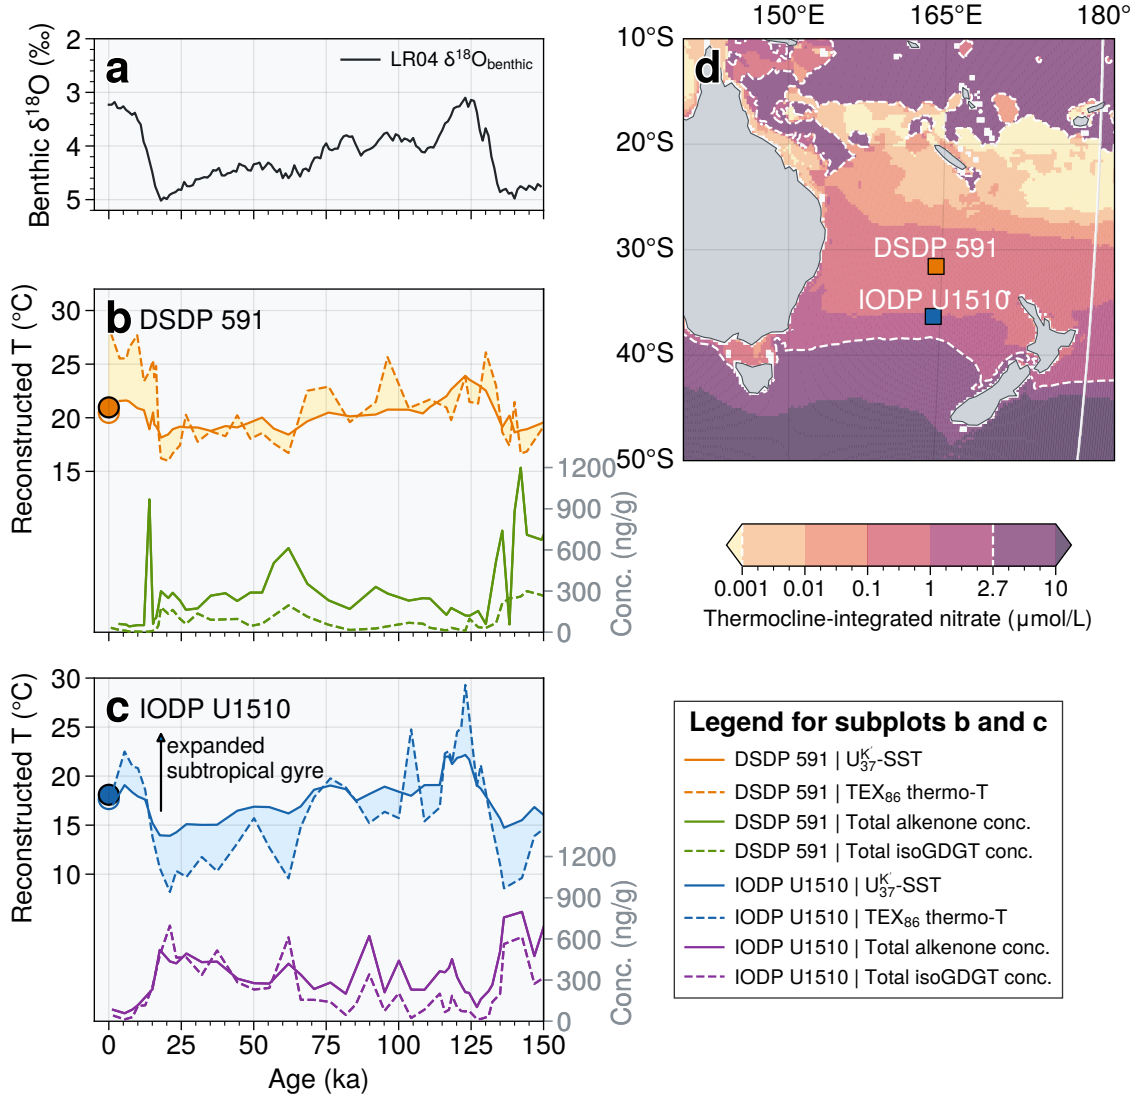 a
LR04 δ¹⁸O_benthic
Benthic δ¹⁸O (‰)
2
3
4
5
b DSDP 591
Reconstructed T (°C)
30
25
20
15
1200
900
600
300
0
Conc. (ng/g)
c IODP U1510
expanded
subtropical gyre
Reconstructed T (°C)
30
25
20
15
10
1200
900
600
300
0
Conc. (ng/g)
0 25 50 75 100 125 150
Age (ka)
150°E 165°E 180°
d
10°S
20°S
30°S
40°S
50°S
DSDP 591
IODP U1510
0.001 0.01 0.1 1 2.7 10
Thermocline-integrated nitrate (µmol/L)
Legend for subplots b and c
DSDP 591 | U₃₇ᴷ′-SST
DSDP 591 | TEX₈₆ thermo-T
DSDP 591 | Total alkenone conc.
DSDP 591 | Total isoGDGT conc.
IODP U1510 | U₃₇ᴷ′-SST
IODP U1510 | TEX₈₆ thermo-T
IODP U1510 | Total alkenone conc.
IODP U1510 | Total isoGDGT conc.